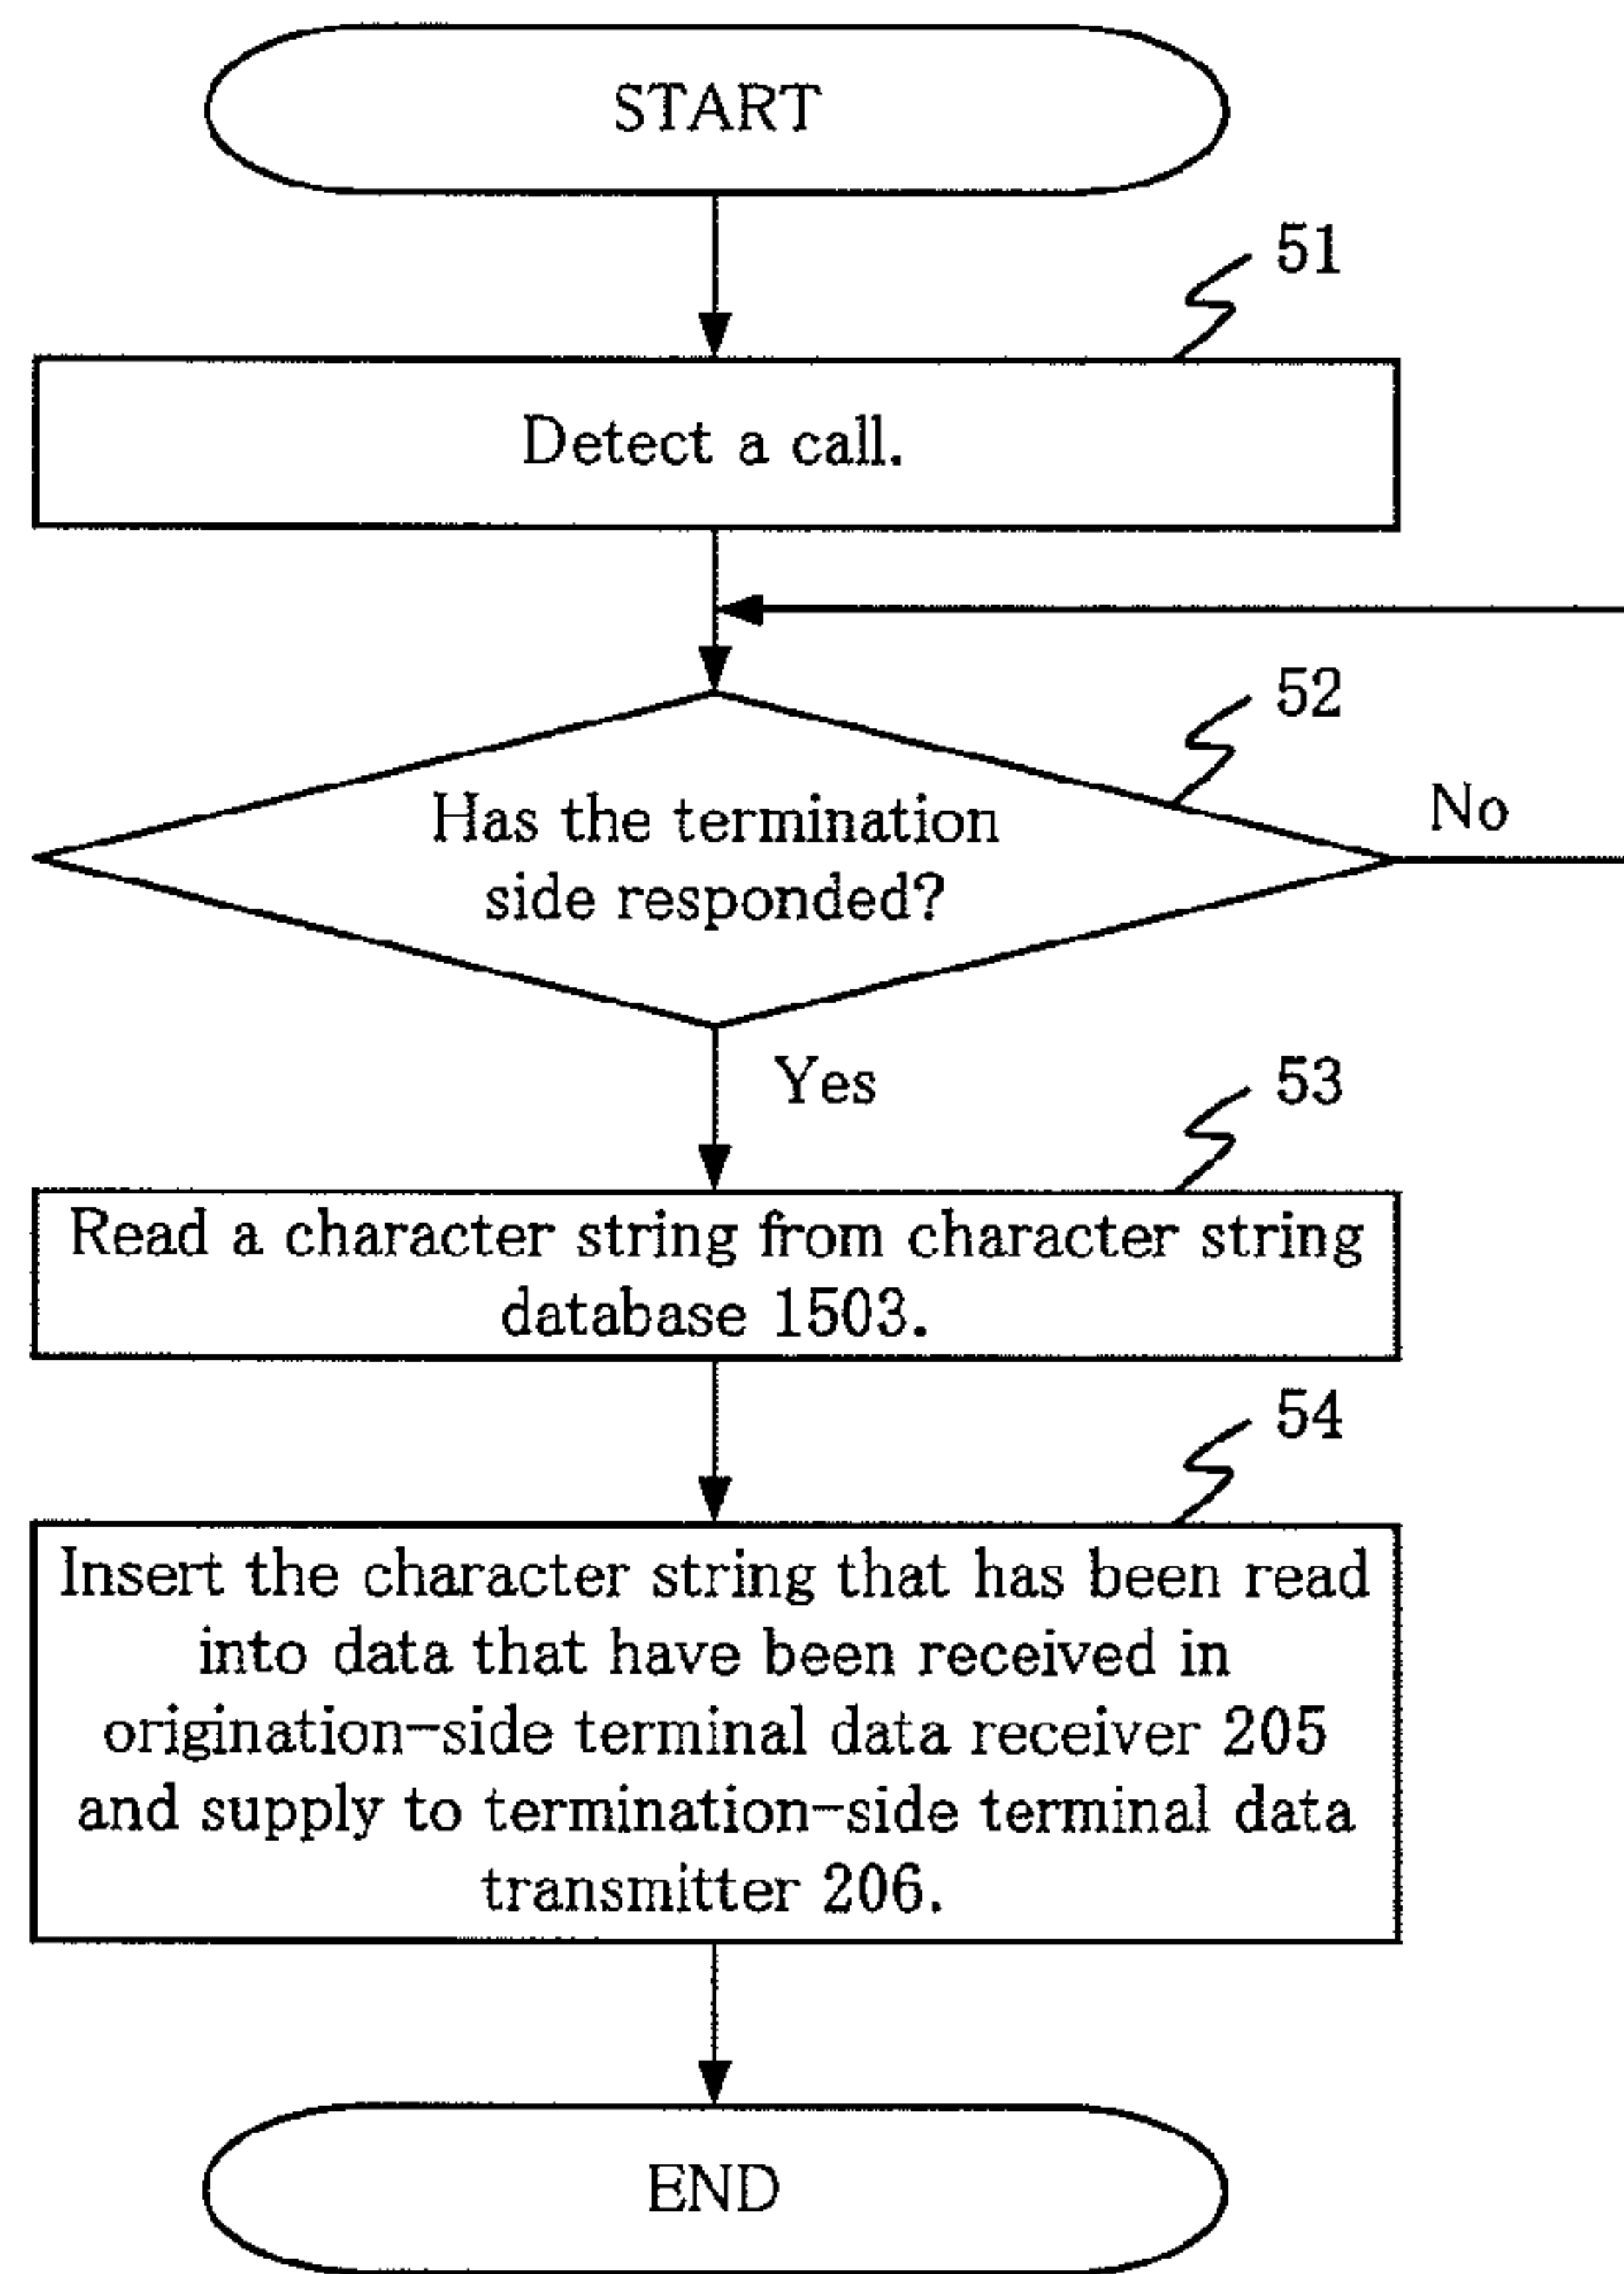 START
51
Detect a call.
52
Has the termination
side responded?
No
Yes
53
Read a character string from character string
database 1503.
54
Insert the character string that has been read
into data that have been received in
origination-side terminal data receiver 205
and supply to termination-side terminal data
transmitter 206.
END